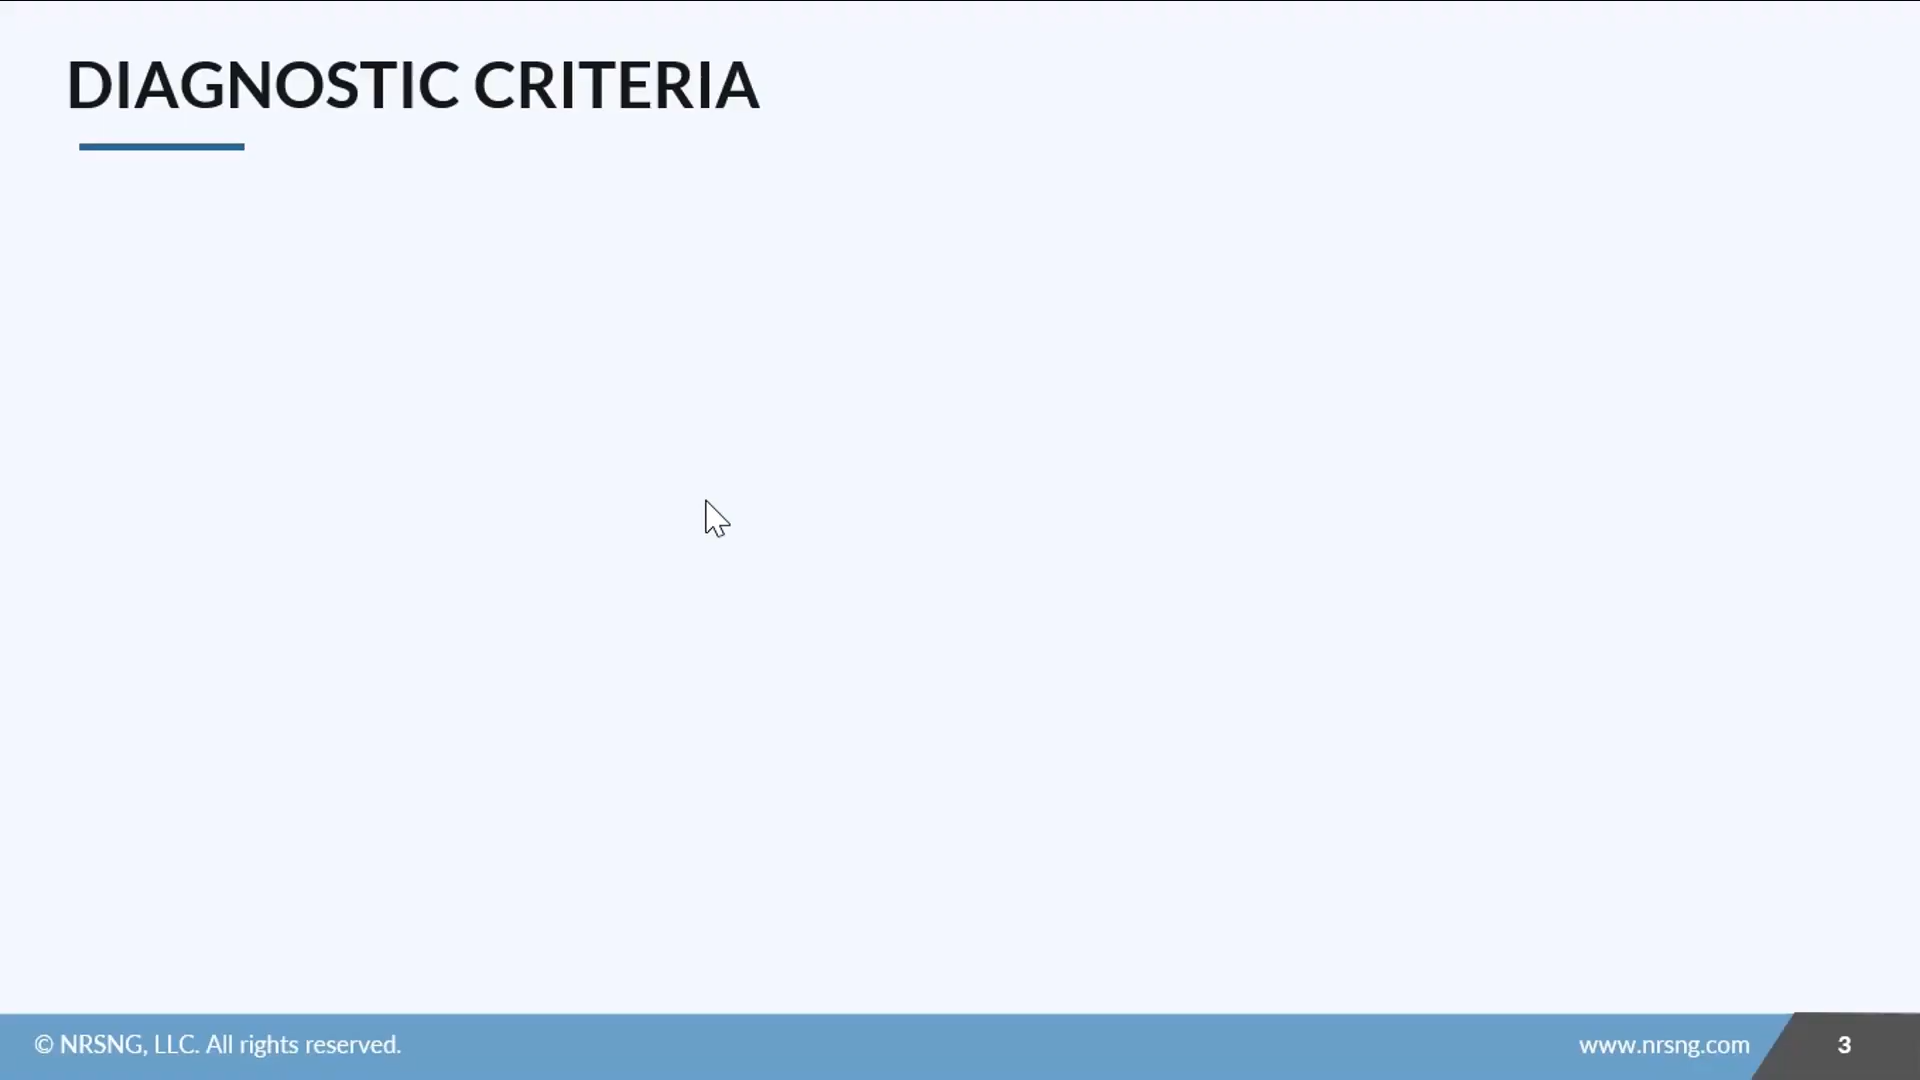 DIAGNOSTIC CRITERIA
© NRSNG, LLC. All rights reserved.
www.nrsng.com
3